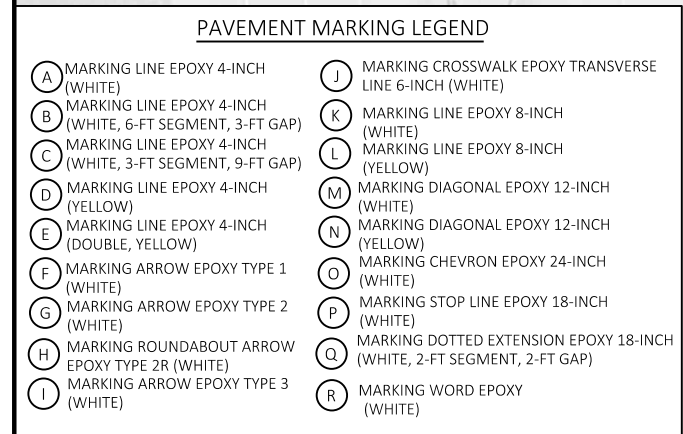 PAVEMENT MARKING LEGEND
A MARKING LINE EPOXY 4-INCH
(WHITE)
B MARKING LINE EPOXY 4-INCH
(WHITE, 6-FT SEGMENT, 3-FT GAP)
C MARKING LINE EPOXY 4-INCH
(WHITE, 3-FT SEGMENT, 9-FT GAP)
D MARKING LINE EPOXY 4-INCH
(YELLOW)
E MARKING LINE EPOXY 4-INCH
(DOUBLE, YELLOW)
F MARKING ARROW EPOXY TYPE 1
(WHITE)
G MARKING ARROW EPOXY TYPE 2
(WHITE)
H MARKING ROUNDABOUT ARROW
EPOXY TYPE 2R (WHITE)
I MARKING ARROW EPOXY TYPE 3
(WHITE)
J MARKING CROSSWALK EPOXY TRANSVERSE
LINE 6-INCH (WHITE)
K MARKING LINE EPOXY 8-INCH
(WHITE)
L MARKING LINE EPOXY 8-INCH
(YELLOW)
M MARKING DIAGONAL EPOXY 12-INCH
(WHITE)
N MARKING DIAGONAL EPOXY 12-INCH
(YELLOW)
O MARKING CHEVRON EPOXY 24-INCH
(WHITE)
P MARKING STOP LINE EPOXY 18-INCH
(WHITE)
Q MARKING DOTTED EXTENSION EPOXY 18-INCH
(WHITE, 2-FT SEGMENT, 2-FT GAP)
R MARKING WORD EPOXY
(WHITE)